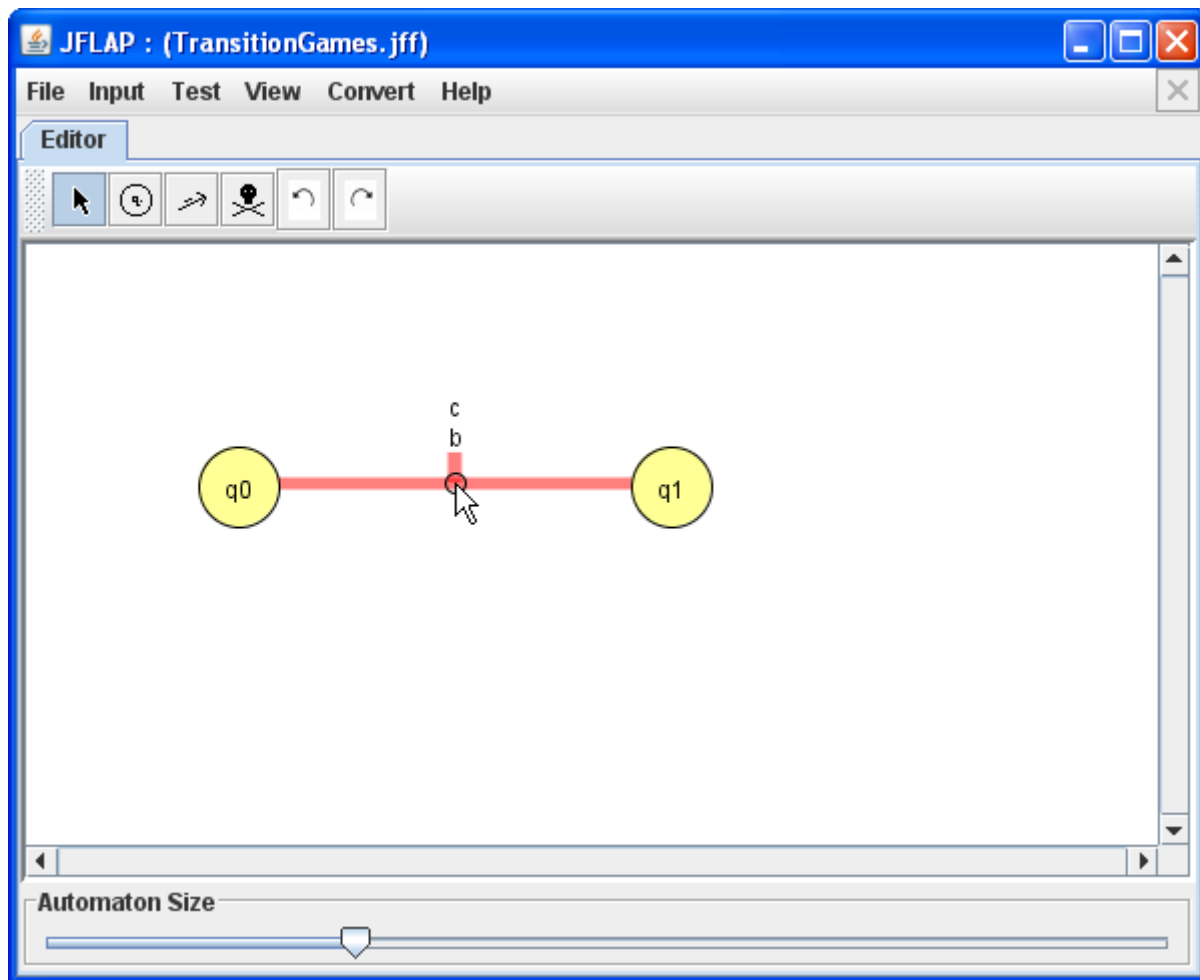 JFLAP : (TransitionGames.jff)
File Input Test View Convert Help
Editor
q
c
b
q0 q1
Automaton Size